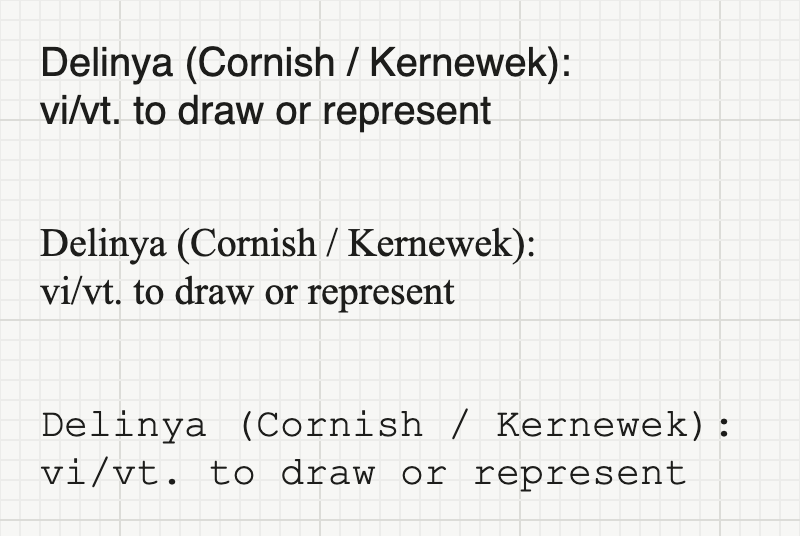 Delinya (Cornish / Kernewek):
vi/vt. to draw or represent
Delinya (Cornish / Kernewek):
vi/vt. to draw or represent
Delinya (Cornish / Kernewek):
vi/vt. to draw or represent